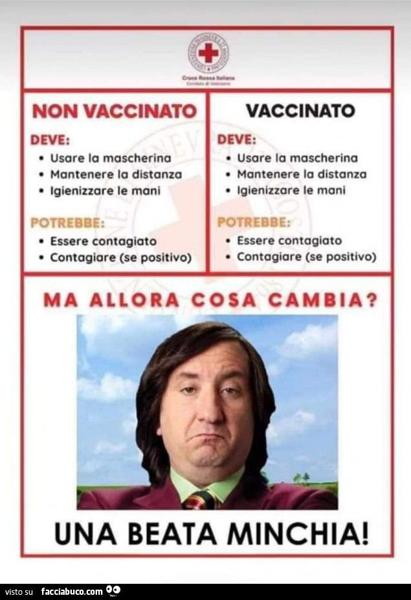 Croce Rossa Italiana
NON VACCINATO
DEVE:
• Usare la mascherina
• Mantenere la distanza
• Igienizzare le mani
POTREBBE:
• Essere contagiato
• Contagiare (se positivo)
VACCINATO
DEVE:
• Usare la mascherina
• Mantenere la distanza
• Igienizzare le mani
POTREBBE:
• Essere contagiato
• Contagiare (se positivo)
MA ALLORA COSA CAMBIA?
UNA BEATA MINCHIA!
visto su facciabuco.com